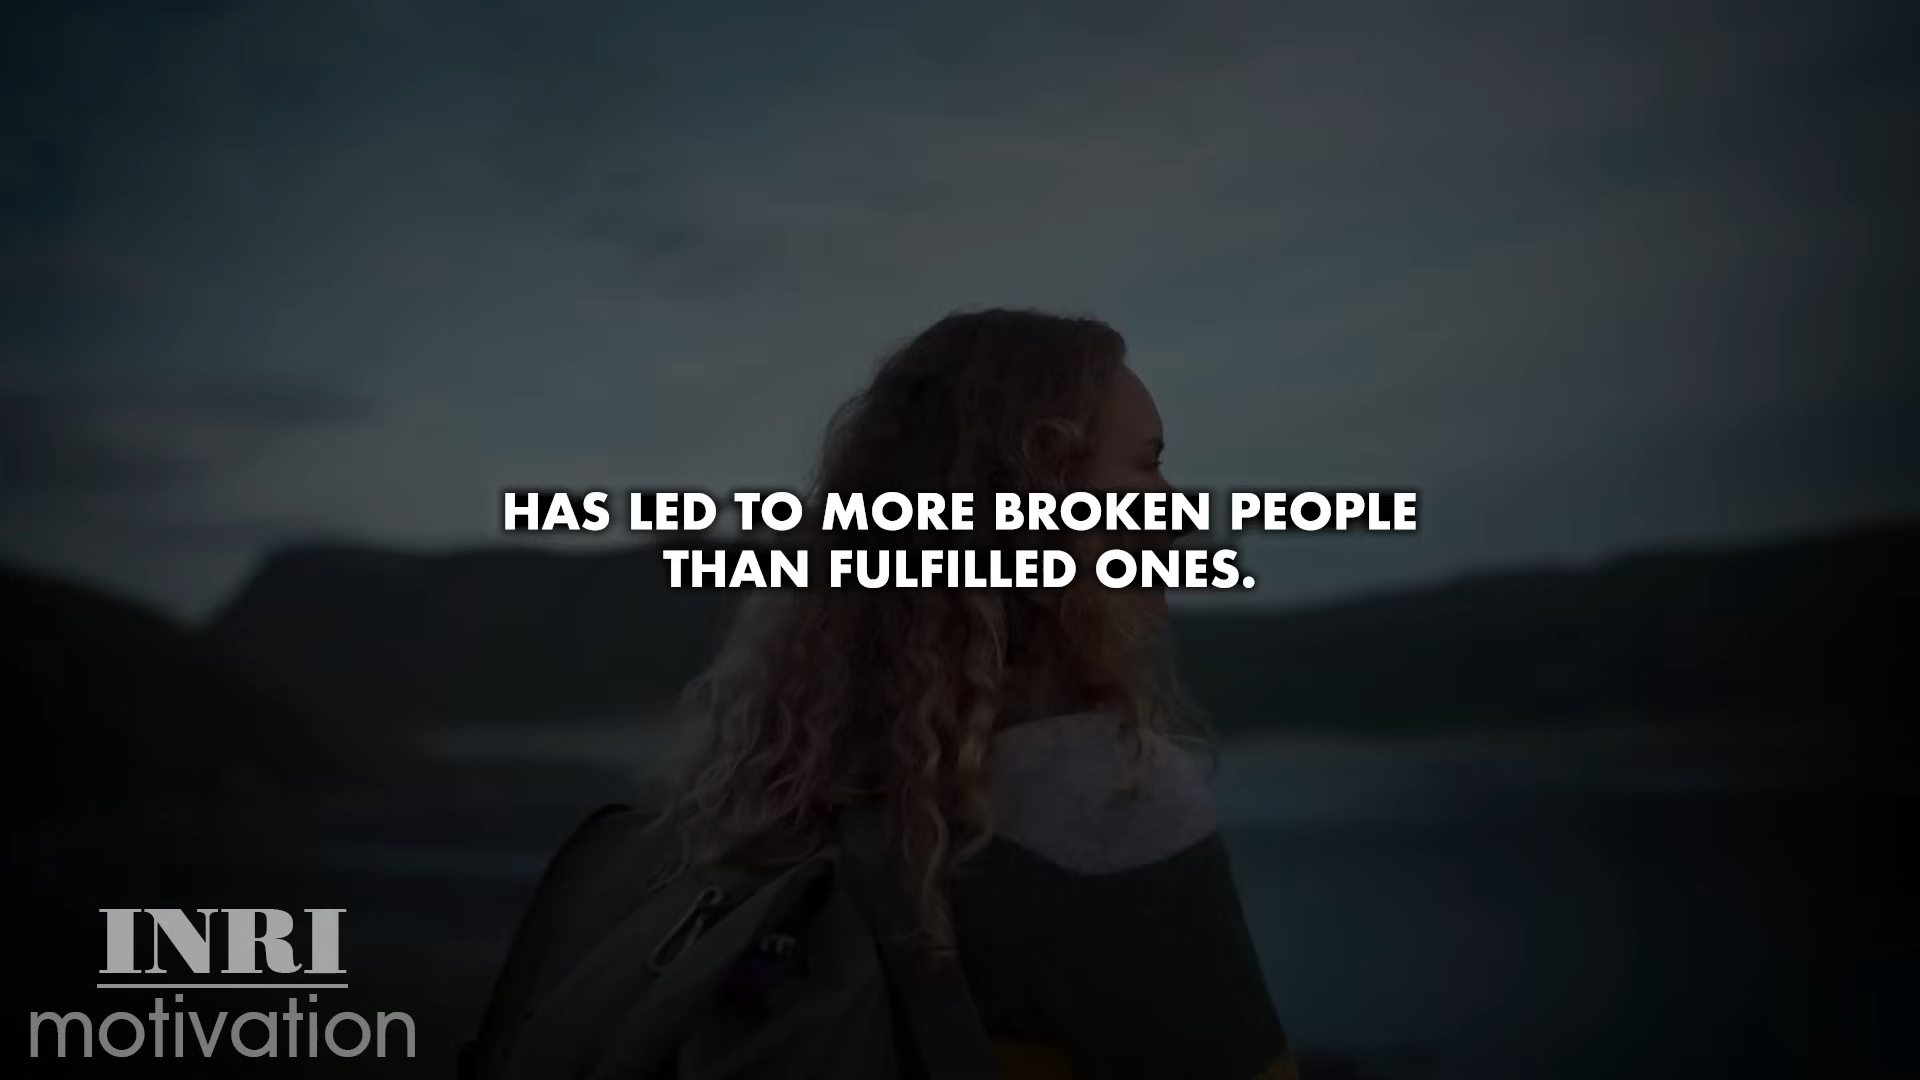 HAS LED TO MORE BROKEN PEOPLE
THAN FULFILLED ONES.
INRI
motivation